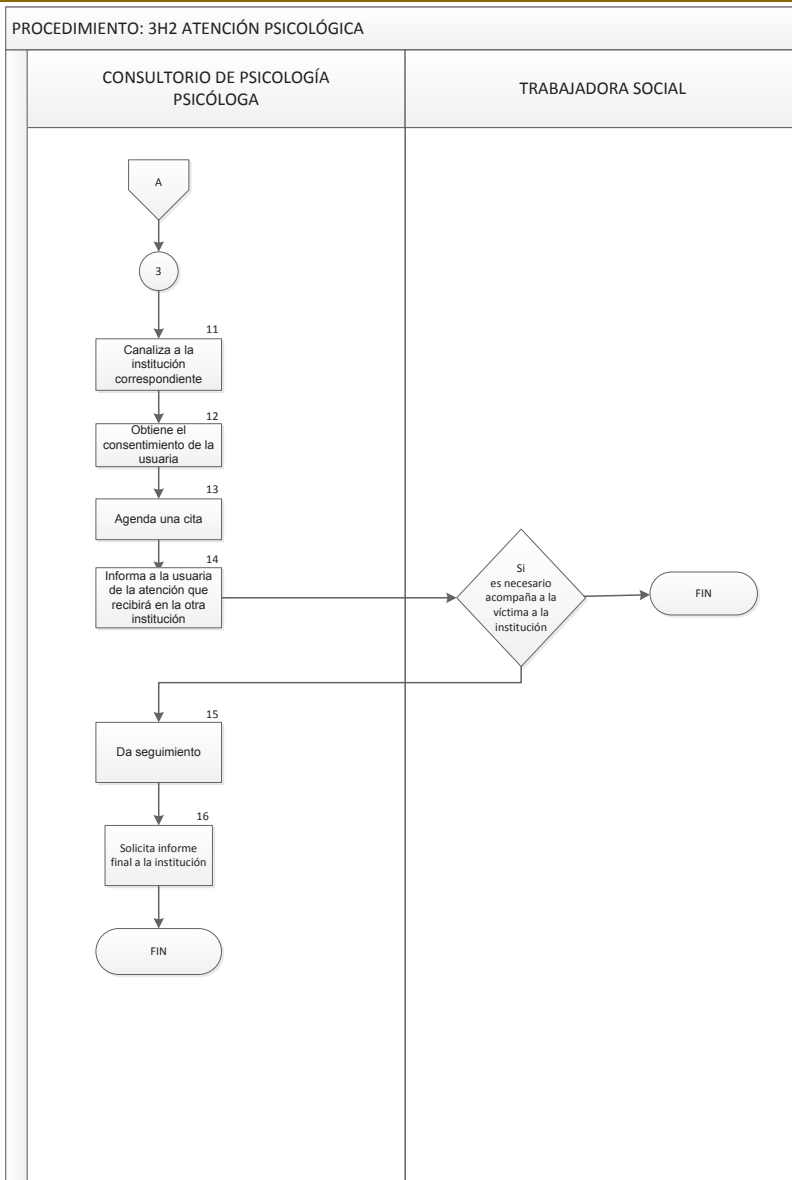 PROCEDIMIENTO: 3H2 ATENCIÓN PSICOLÓGICA
CONSULTORIO DE PSICOLOGÍA
PSICÓLOGA
TRABAJADORA SOCIAL
A
3
11
Canaliza a la
institución
correspondiente
12
Obtiene el
consentimiento de la
usuaria
13
Agenda una cita
14
Informa a la usuaria
de la atención que
recibirá en la otra
institución
Si
es necesario
acompaña a la
víctima a la
institución
FIN
15
Da seguimiento
16
Solicita informe
final a la institución
FIN